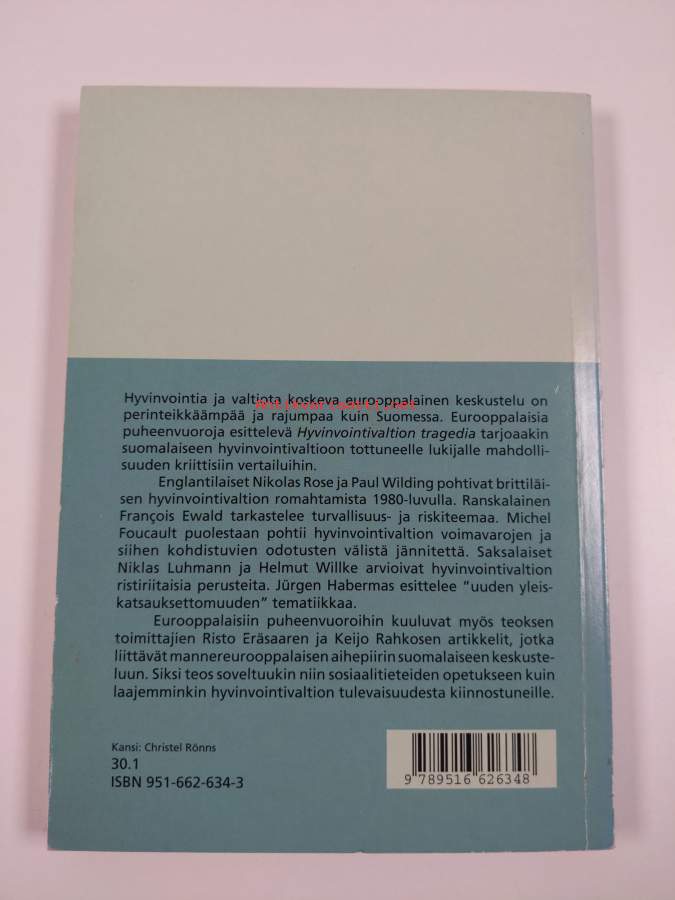 Hyvinvointia ja valtiota koskeva eurooppalainen keskustelu on
perinteikkäämpää ja rajumpaa kuin Suomessa. Eurooppalaisia
puheenvuoroja esittelevä Hyvinvointivaltion tragedia tarjoaakin
suomalaiseen hyvinvointivaltioon tottuneelle lukijalle mahdolli-
suuden kriittisiin vertailuihin.
Englantilaiset Nikolas Rose ja Paul Wilding pohtivat brittiläi-
sen hyvinvointivaltion romahtamista 1980-luvulla. Ranskalainen
François Ewald tarkastelee turvallisuus- ja riskiteemaa. Michel
Foucault puolestaan pohtii hyvinvointivaltion voimavarojen ja
siihen kohdistuvien odotusten välistä jännitettä. Saksalaiset
Niklas Luhmann ja Helmut Willke arvioivat hyvinvointivaltion
ristiriitaisia perusteita. Jürgen Habermas esittelee ”uuden yleis-
katsauksettomuuden” tematiikkaa.
Eurooppalaisiin puheenvuoroihin kuuluvat myös teoksen
toimittajien Risto Eräsaaren ja Keijo Rahkosen artikkelit, jotka
liittävät mannereurooppalaisen aihepiirin suomalaiseen keskuste-
luun. Siksi teos soveltuukin niin sosiaalitieteiden opetukseen kuin
laajemminkin hyvinvointivaltion tulevaisuudesta kiinnostuneille.
Kansi: Christel Rönns
30.1
ISBN 951-662-634-3
9 789516 626348